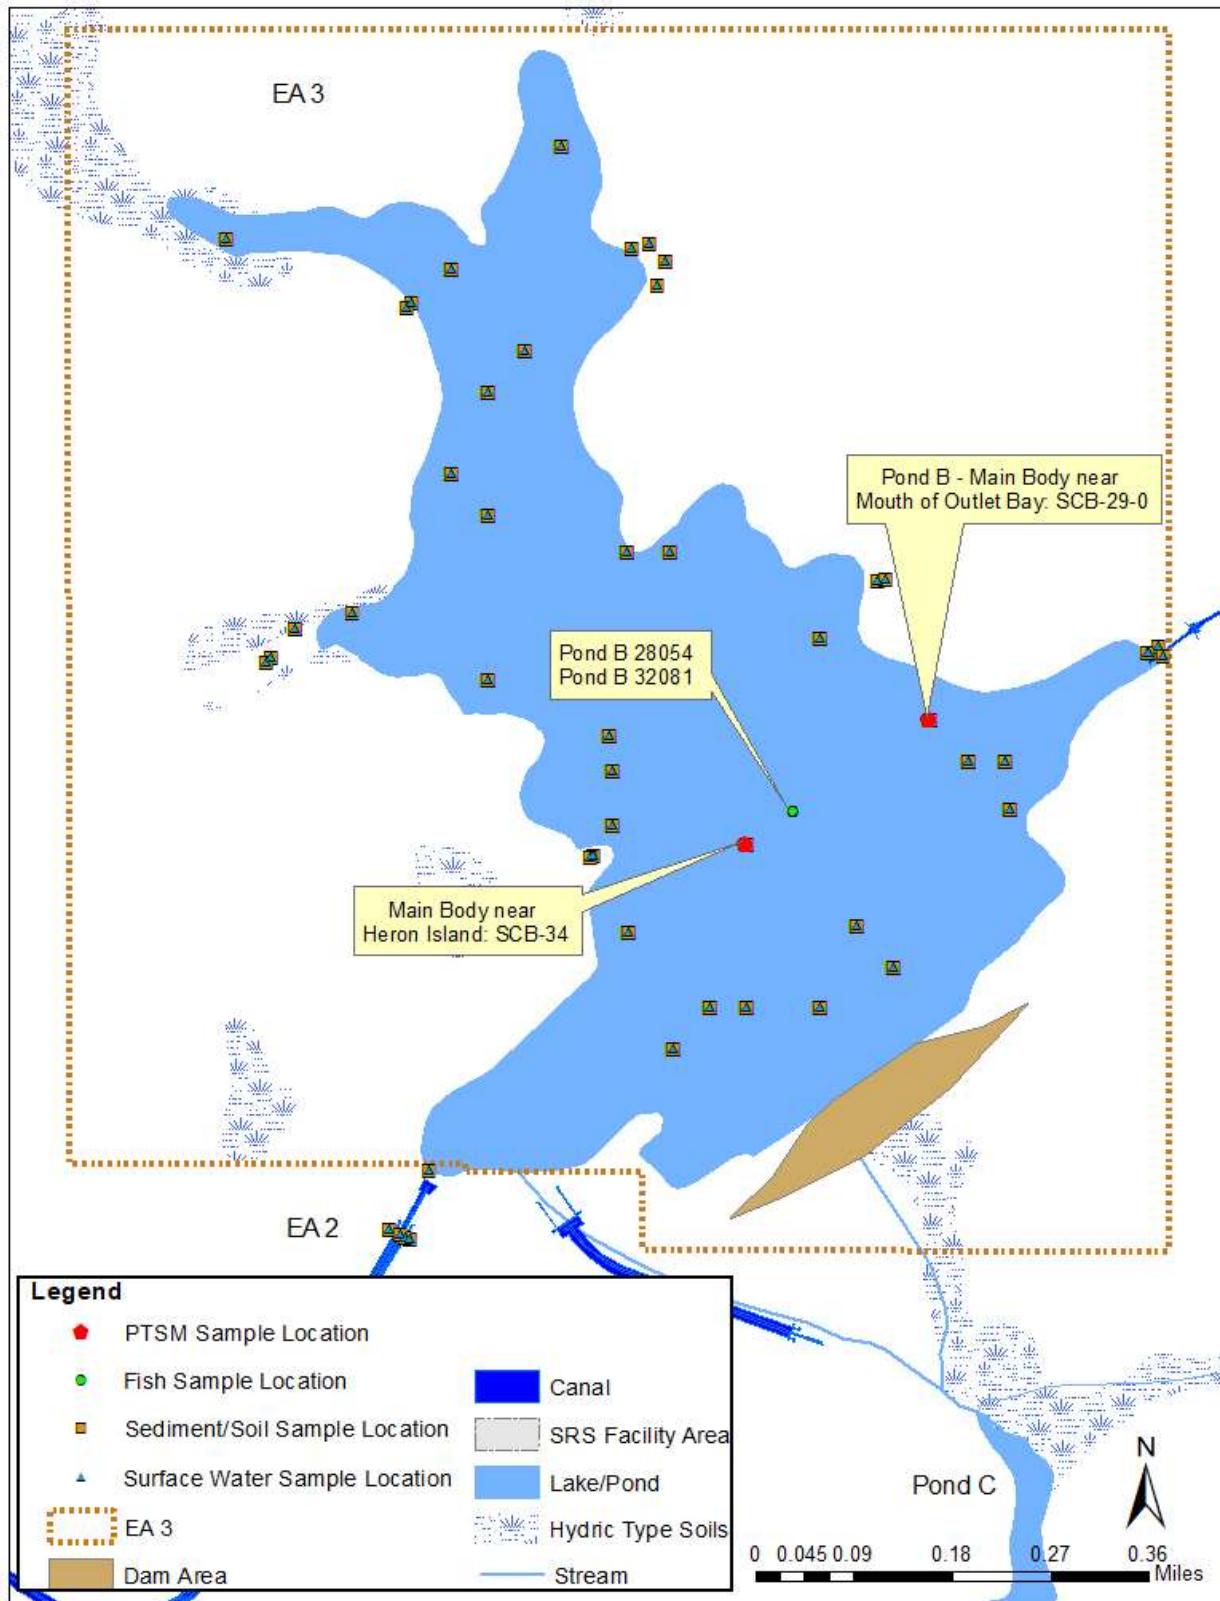 EA 3
Pond B - Main Body near
Mouth of Outlet Bay: SCB-29-0
Pond B 28054
Pond B 32081
Main Body near
Heron Island: SCB-34
EA 2
Legend
PTSM Sample Location
Fish Sample Location
Sediment/Soil Sample Location
Surface Water Sample Location
EA 3
Dam Area
Canal
SRS Facility Area
Lake/Pond
Hydric Type Soils
Stream
Pond C
N
0 0.045 0.09 0.18 0.27 0.36
Miles